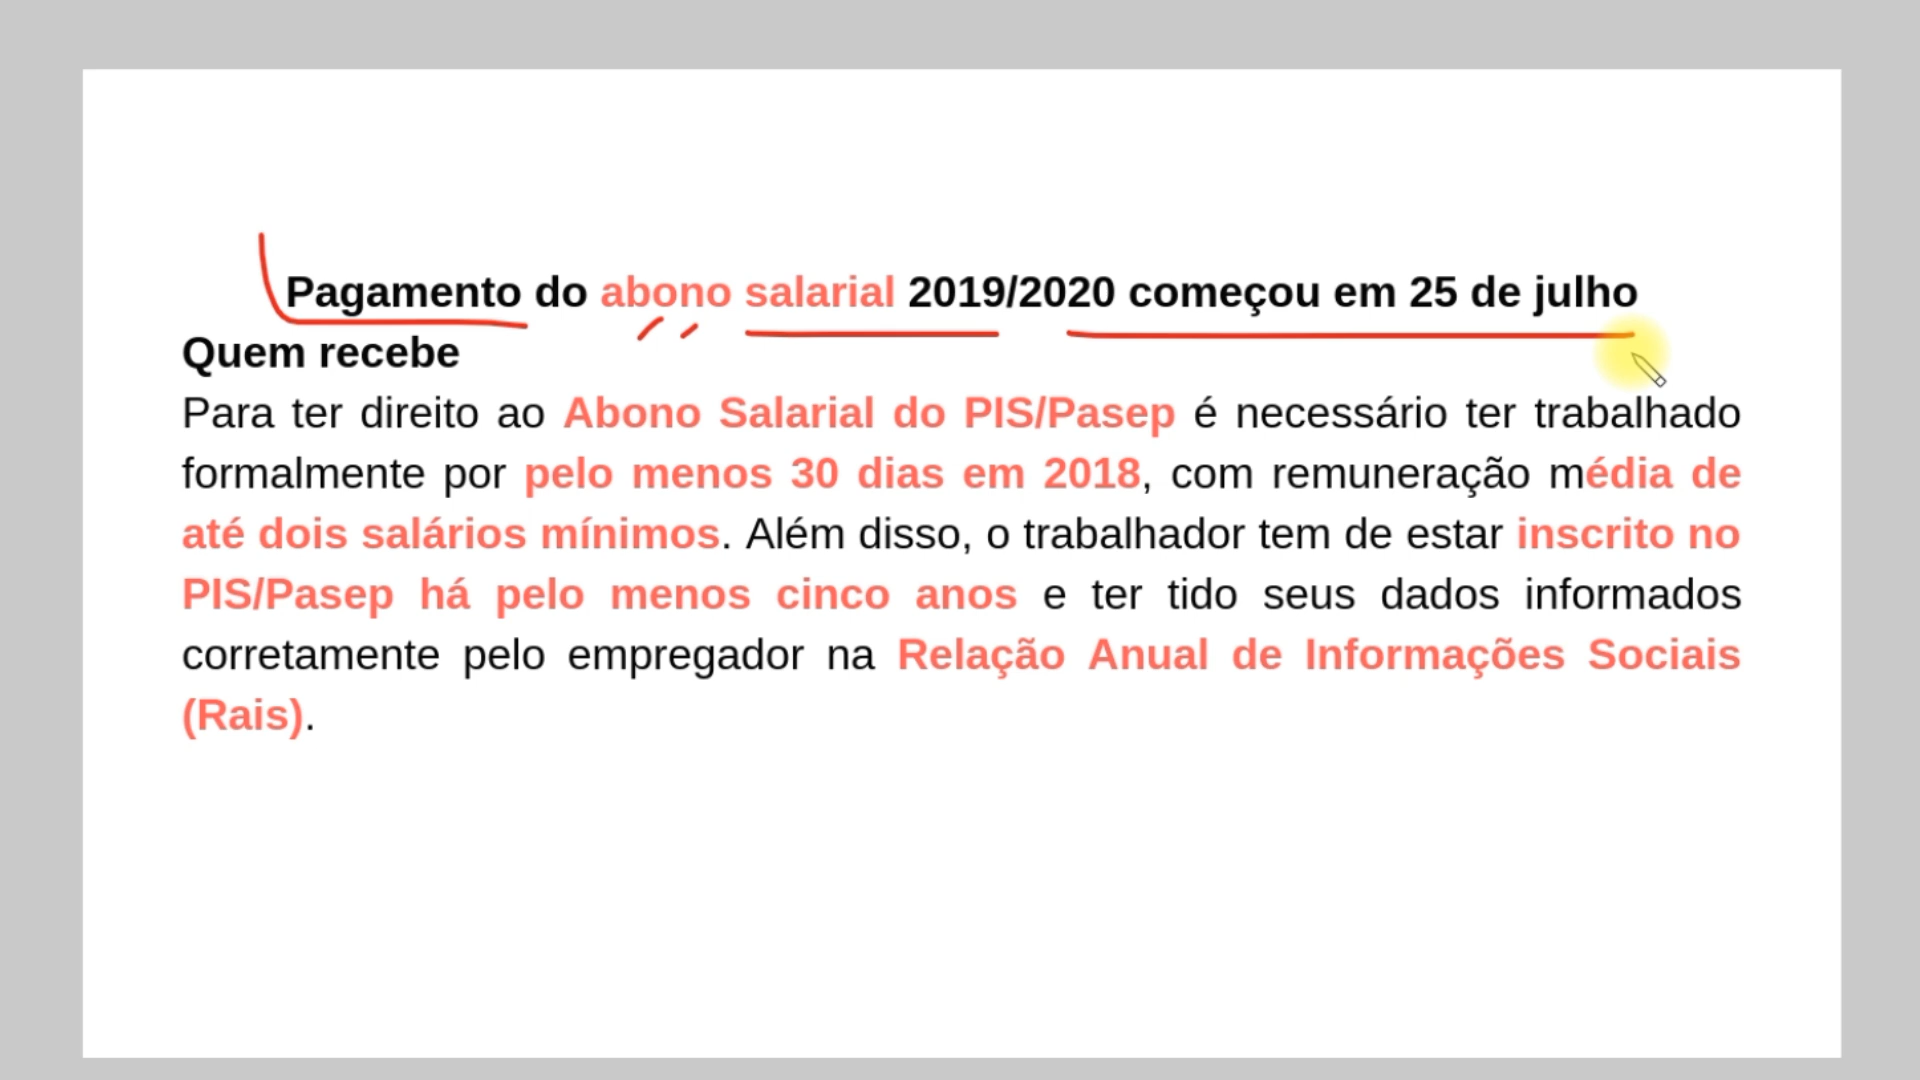 Pagamento do abono salarial 2019/2020 começou em 25 de julho
Quem recebe
Para ter direito ao Abono Salarial do PIS/Pasep é necessário ter trabalhado
formalmente por pelo menos 30 dias em 2018, com remuneração média de
até dois salários mínimos. Além disso, o trabalhador tem de estar inscrito no
PIS/Pasep há pelo menos cinco anos e ter tido seus dados informados
corretamente pelo empregador na Relação Anual de Informações Sociais
(Rais).